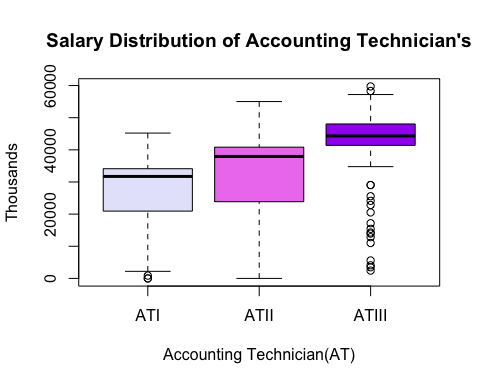 Salary Distribution of Accounting Technician's
Thousands
60000
40000
20000
0
ATI ATII ATIII
Accounting Technician(AT)